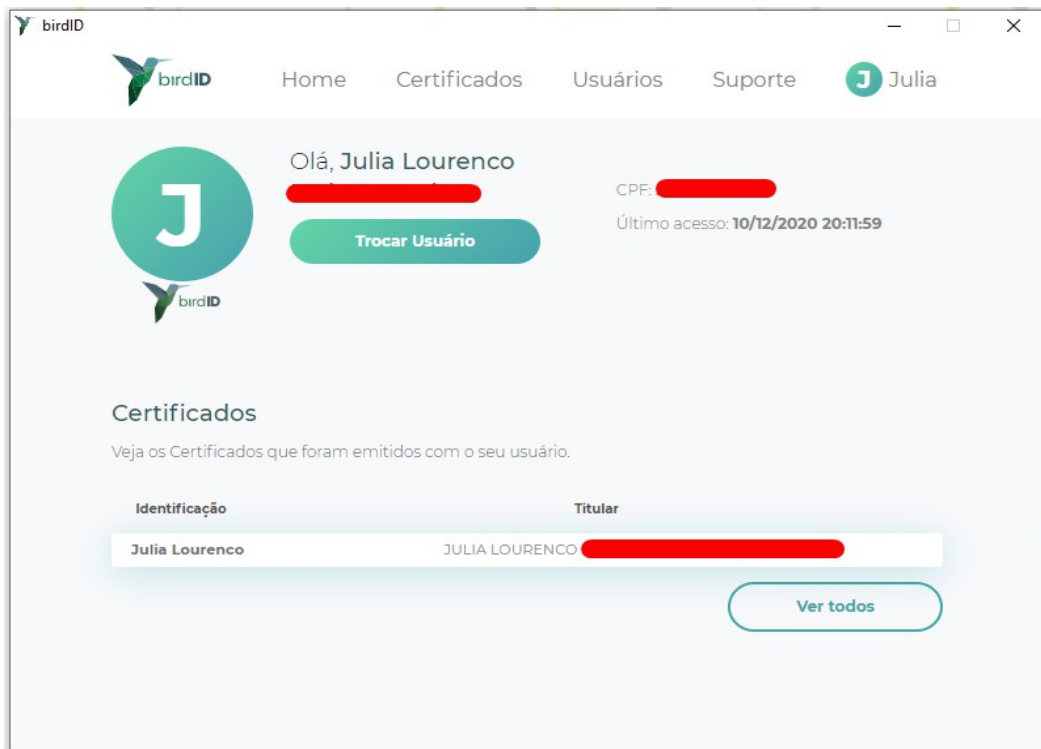 birdID
birdID Home Certificados Usuários Suporte J Julia
J
Olá, Julia Lourenco
Trocar Usuário
CPF:
Último acesso: 10/12/2020 20:11:59
birdID
Certificados
Veja os Certificados que foram emitidos com o seu usuário.
Identificação Titular
Julia Lourenco JULIA LOURENCO
Ver todos